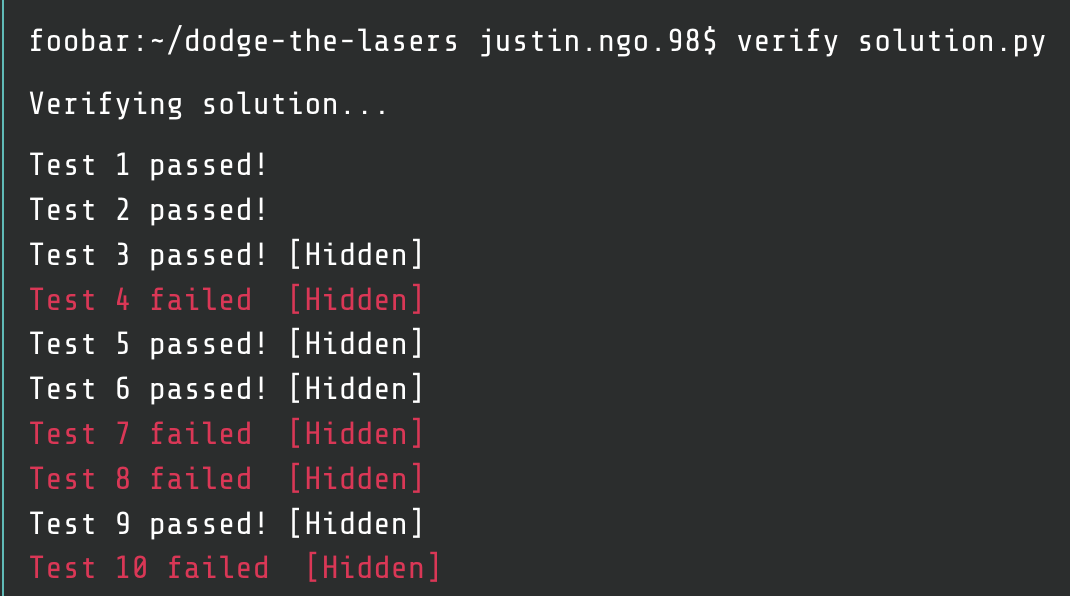 foobar:~/dodge-the-lasers justin.ngo.98$ verify solution.py
Verifying solution...
Test 1 passed!
Test 2 passed!
Test 3 passed! [Hidden]
Test 4 failed  [Hidden]
Test 5 passed! [Hidden]
Test 6 passed! [Hidden]
Test 7 failed  [Hidden]
Test 8 failed  [Hidden]
Test 9 passed! [Hidden]
Test 10 failed  [Hidden]